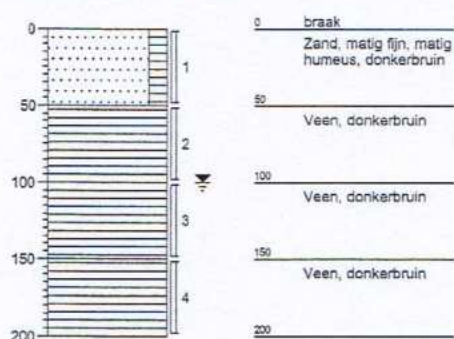 0
50
100
150
200
1
2
3
4
0 braak
Zand, matig fijn, matig
humeus, donkerbruin
50
Veen, donkerbruin
100
Veen, donkerbruin
150
Veen, donkerbruin
200